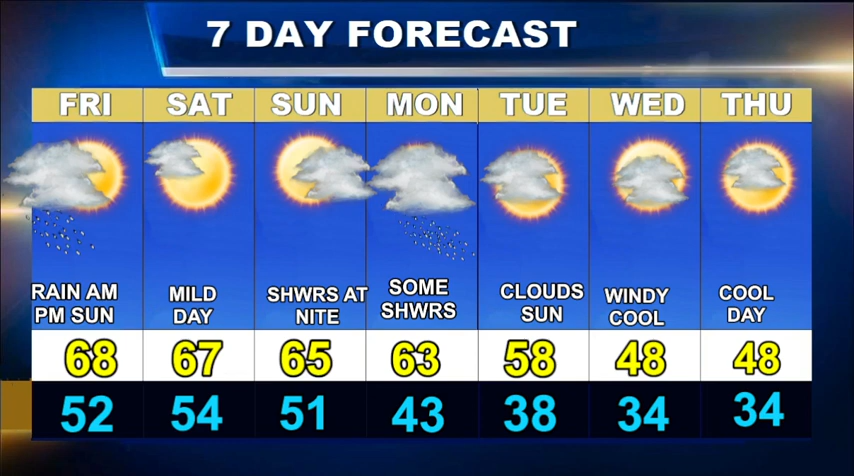 7 DAY FORECAST
FRI SAT SUN MON TUE WED THU
RAIN AM
PM SUN
MILD
DAY
SHWRS AT
NITE
SOME
SHWRS
CLOUDS
SUN
WINDY
COOL
COOL
DAY
68 67 65 63 58 48 48
52 54 51 43 38 34 34